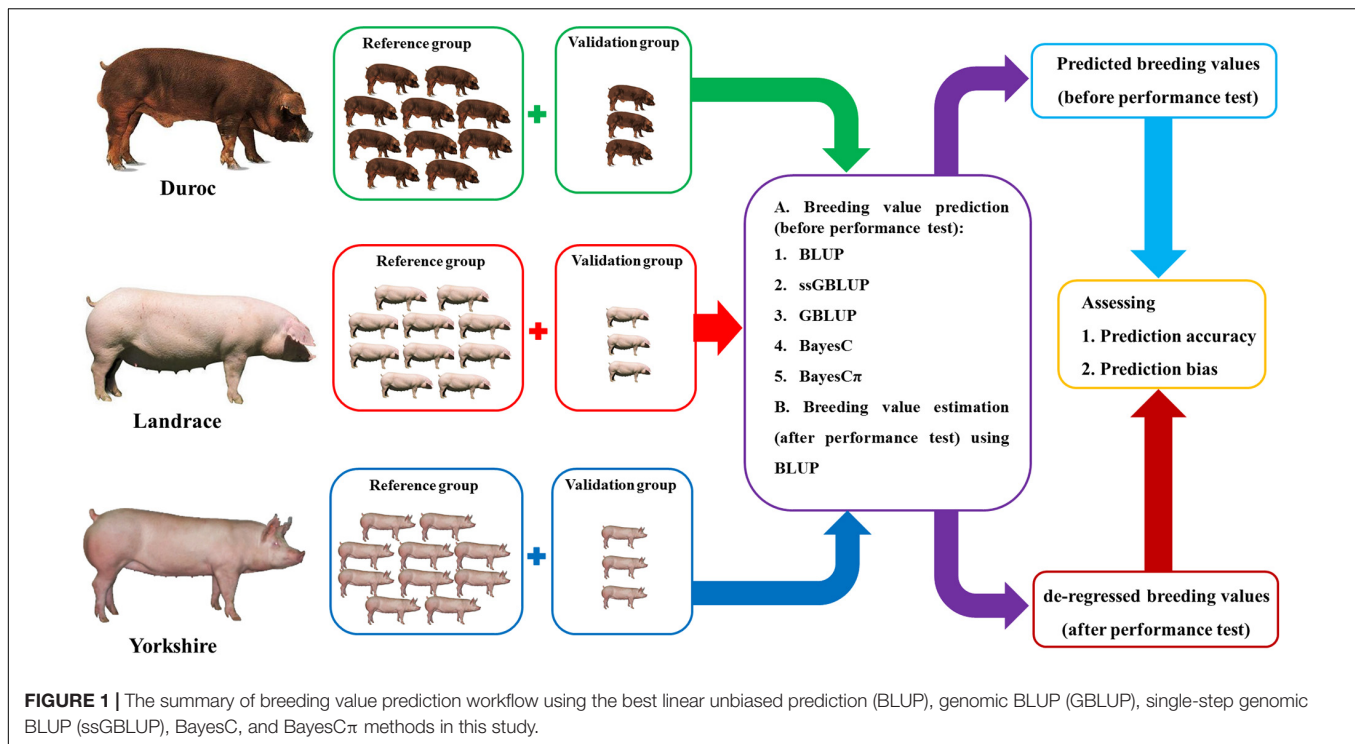 Reference group
Validation group
Duroc
Reference group
Validation group
Landrace
Reference group
Validation group
Yorkshire
A. Breeding value prediction
(before performance test):
1. BLUP
2. ssGBLUP
3. GBLUP
4. BayesC
5. BayesCπ
B. Breeding value estimation
(after performance test) using
BLUP
Predicted breeding values
(before performance test)
Assessing
1. Prediction accuracy
2. Prediction bias
de-regressed breeding values
(after performance test)
FIGURE 1 | The summary of breeding value prediction workflow using the best linear unbiased prediction (BLUP), genomic BLUP (GBLUP), single-step genomic
BLUP (ssGBLUP), BayesC, and BayesCπ methods in this study.